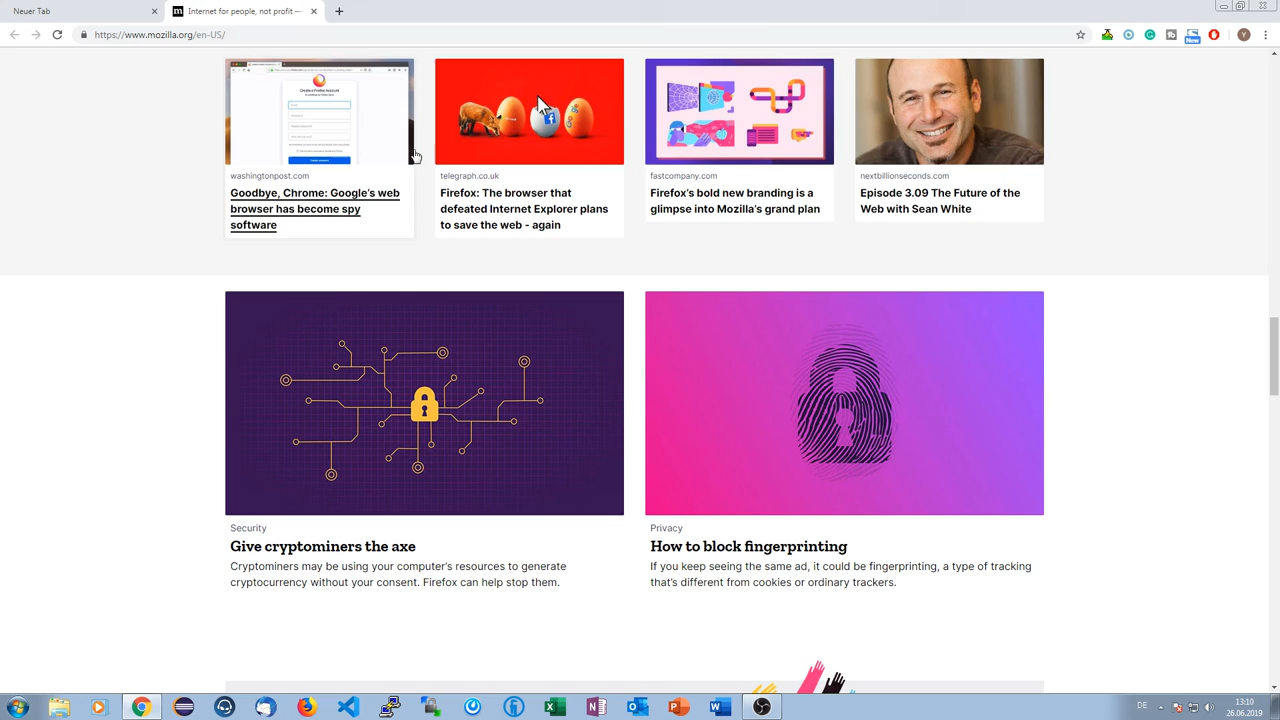 Neuer Tab
m Internet for people, not profit —
https://www.mozilla.org/en-US/
New
Y
Create a Firefox Account
washingtonpost.com
Goodbye, Chrome: Google's web
browser has become spy
software
telegraph.co.uk
Firefox: The browser that
defeated Internet Explorer plans
to save the web - again
fastcompany.com
Firefox's bold new branding is a
glimpse into Mozilla's grand plan
nextbillionseconds.com
Episode 3.09 The Future of the
Web with Sean White
Security
Give cryptominers the axe
Cryptominers may be using your computer's resources to generate
cryptocurrency without your consent. Firefox can help stop them.
Privacy
How to block fingerprinting
If you keep seeing the same ad, it could be fingerprinting, a type of tracking
that's different from cookies or ordinary trackers.
DE
13:10
26.06.2019